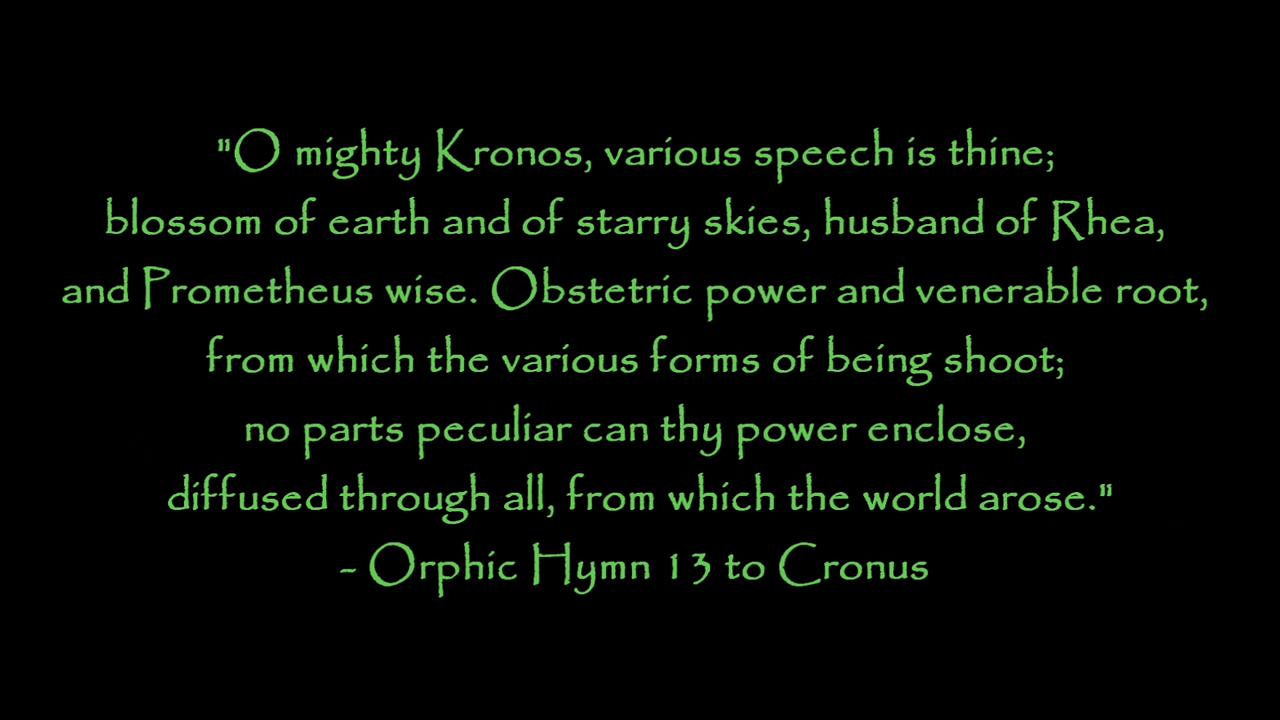 "O mighty Kronos, various speech is thine;
blossom of earth and of starry skies, husband of Rhea,
and Prometheus wise. Obstetric power and venerable root,
from which the various forms of being shoot;
no parts peculiar can thy power enclose,
diffused through all, from which the world arose."
- Orphic Hymn 13 to Cronus